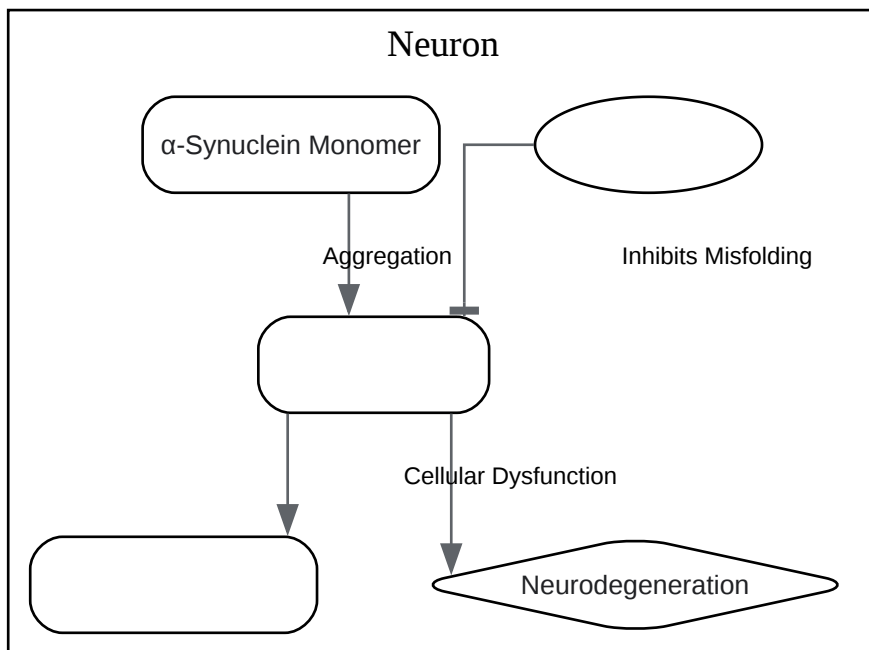 Neuron
α-Synuclein Monomer
Aggregation
Inhibits Misfolding
Cellular Dysfunction
Neurodegeneration